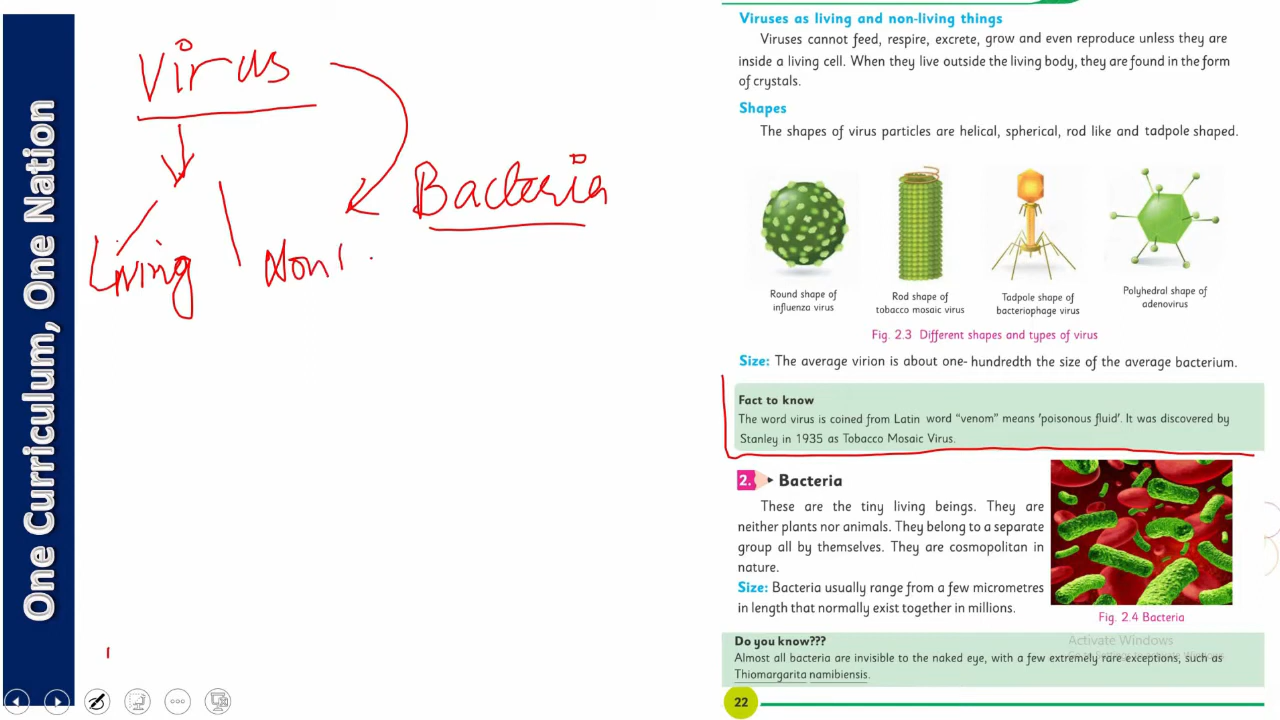 One Curriculum, One Nation
Virus
Bacteria
Living Non l
Viruses as living and non-living things
Viruses cannot feed, respire, excrete, grow and even reproduce unless they are
inside a living cell. When they live outside the living body, they are found in the form
of crystals.
Shapes
The shapes of virus particles are helical, spherical, rod like and tadpole shaped.
Round shape of
influenza virus
Rod shape of
tobacco mosaic virus
Tadpole shape of
bacteriophage virus
Polyhedral shape of
adenovirus
Fig. 2.3 Different shapes and types of virus
Size: The average virion is about one- hundredth the size of the average bacterium.
Fact to know
The word virus is coined from Latin word “venom” means ‘poisonous fluid’. It was discovered by
Stanley in 1935 as Tobacco Mosaic Virus.
2. Bacteria
These are the tiny living beings. They are
neither plants nor animals. They belong to a separate
group all by themselves. They are cosmopolitan in
nature.
Size: Bacteria usually range from a few micrometres
in length that normally exist together in millions.
Fig. 2.4 Bacteria
Do you know???
Almost all bacteria are invisible to the naked eye, with a few extremely rare exceptions, such as
Thiomargarita namibiensis.
Activate Windows
22